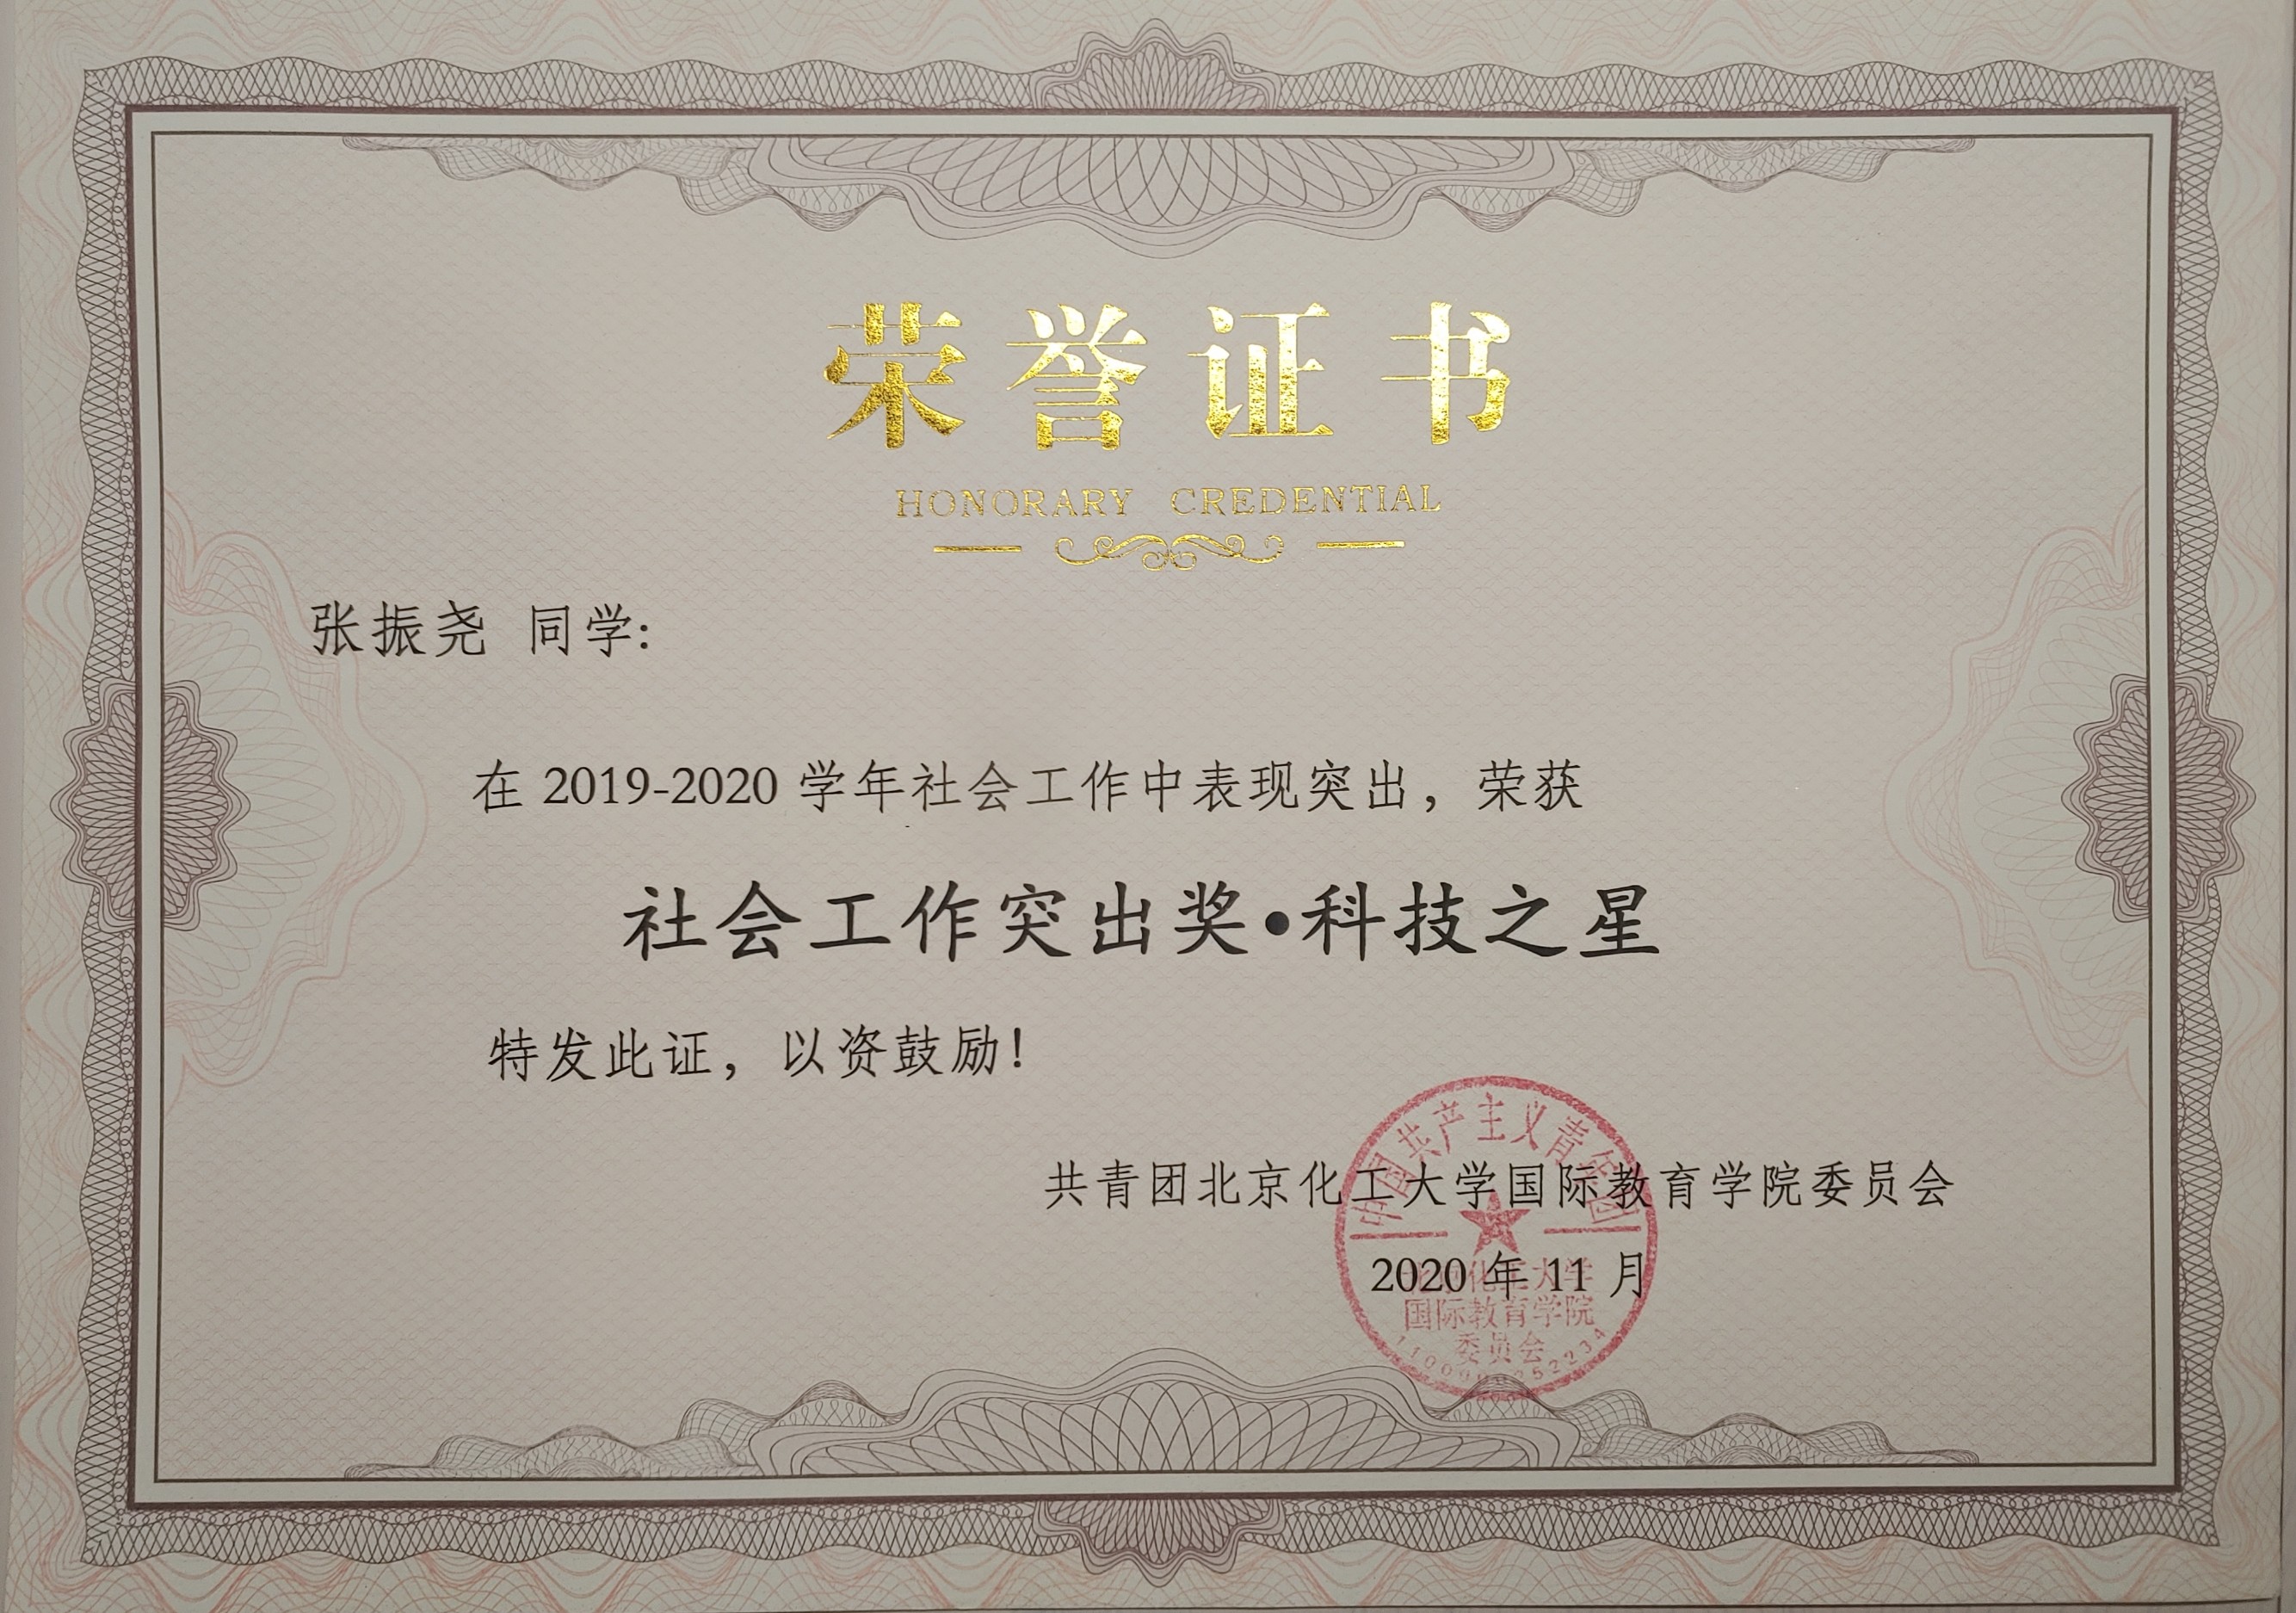 荣誉证书
HONORARY CREDENTIAL
张振尧 同学:
在 2019-2020 学年社会工作中表现突出，荣获
社会工作突出奖•科技之星
特发此证，以资鼓励！
共青团北京化工大学国际教育学院委员会
2020 年 11 月
中国共产主义青年团
北京化工大学
国际教育学院
委员会